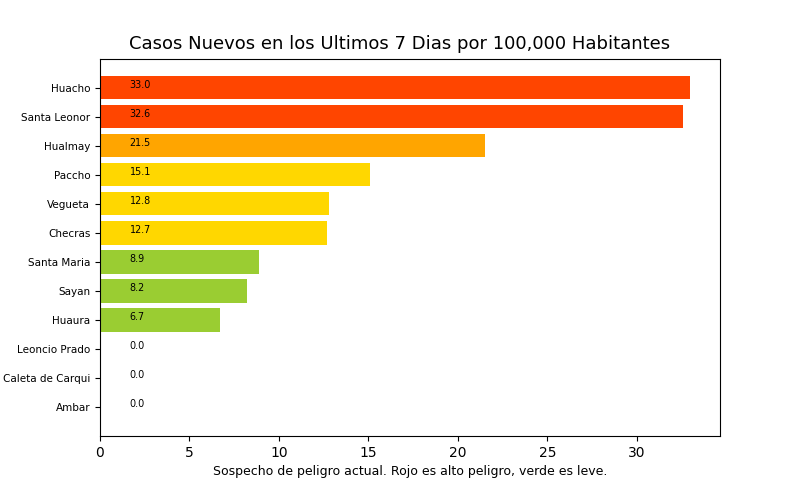 Casos Nuevos en los Ultimos 7 Dias por 100,000 Habitantes
Huacho 33.0
Santa Leonor 32.6
Hualmay 21.5
Paccho 15.1
Vegueta 12.8
Checras 12.7
Santa Maria 8.9
Sayan 8.2
Huaura 6.7
Leoncio Prado 0.0
Caleta de Carqui 0.0
Ambar 0.0
0 5 10 15 20 25 30
Sospecho de peligro actual. Rojo es alto peligro, verde es leve.